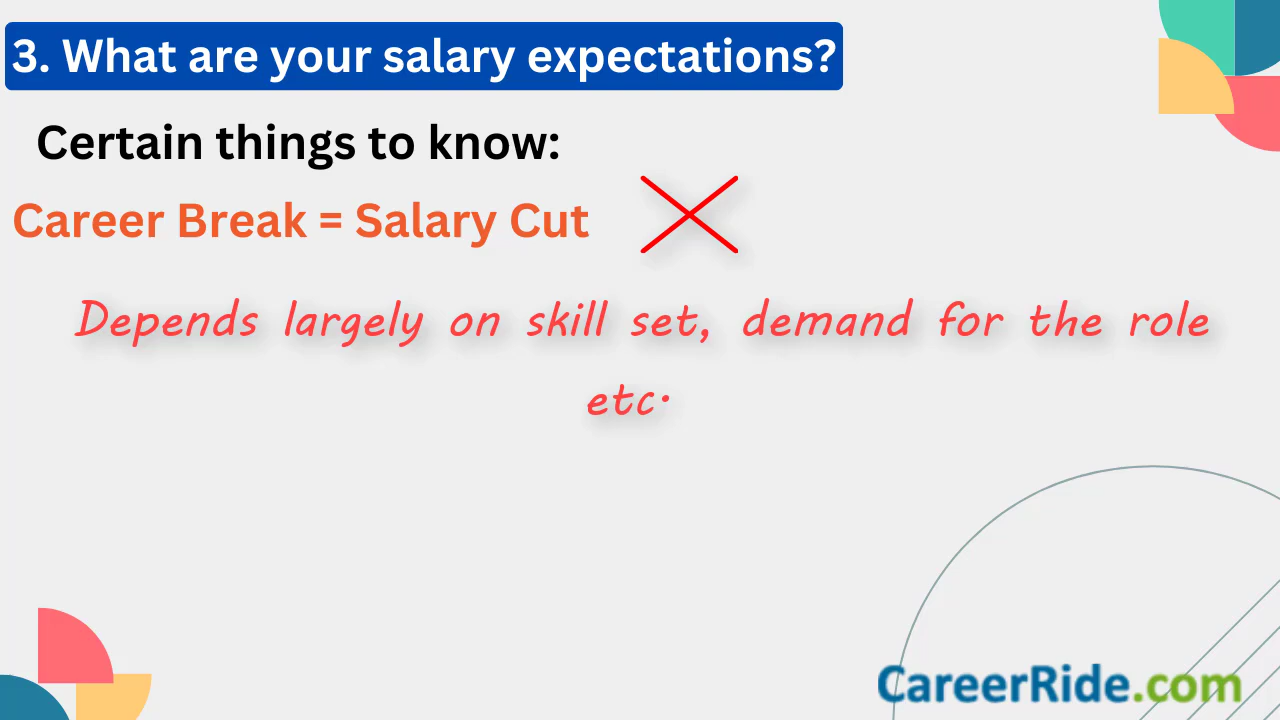 3. What are your salary expectations?
Certain things to know:
Career Break = Salary Cut
Depends largely on skill set, demand for the role
etc.
CareerRide.com